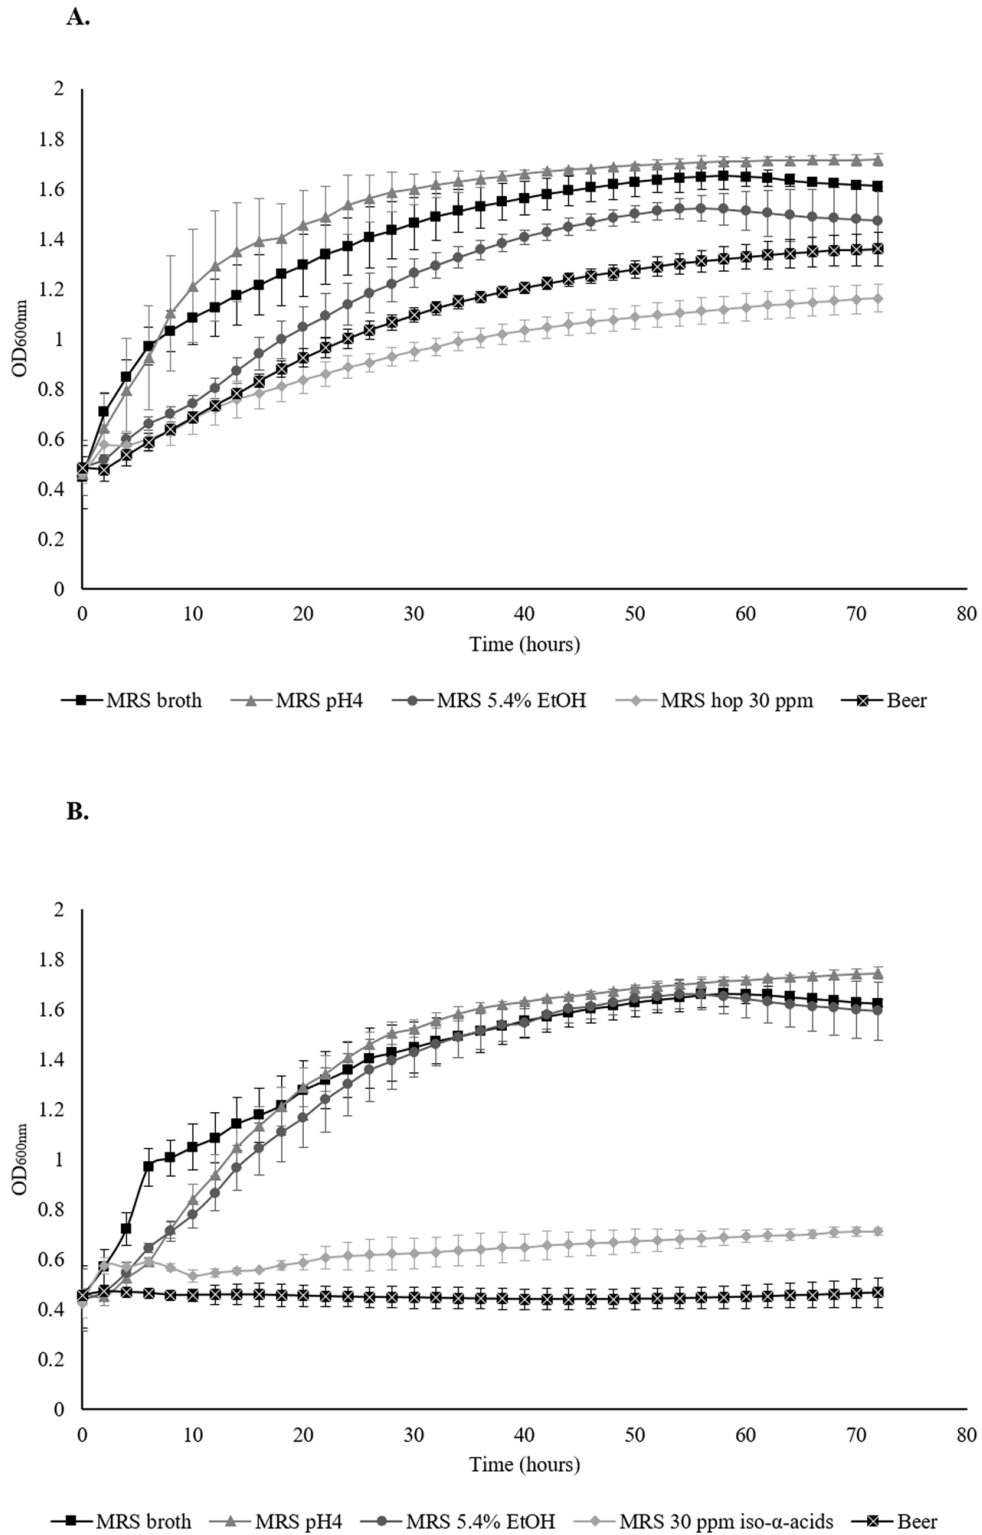 A.
2
1.8
1.6
1.4
1.2
1
0.8
0.6
0.4
0.2
0
OD600nm
0 10 20 30 40 50 60 70 80
Time (hours)
MRS broth MRS pH4 MRS 5.4% EtOH MRS hop 30 ppm Beer
B.
2
1.8
1.6
1.4
1.2
1
0.8
0.6
0.4
0.2
0
OD600nm
0 10 20 30 40 50 60 70 80
Time (hours)
MRS broth MRS pH4 MRS 5.4% EtOH MRS 30 ppm iso-α-acids Beer